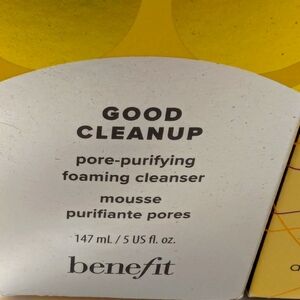 GOOD
CLEANUP
pore-purifying
foaming cleanser
mousse
purifiante pores
147 mL / 5 US fl. oz.
benefit